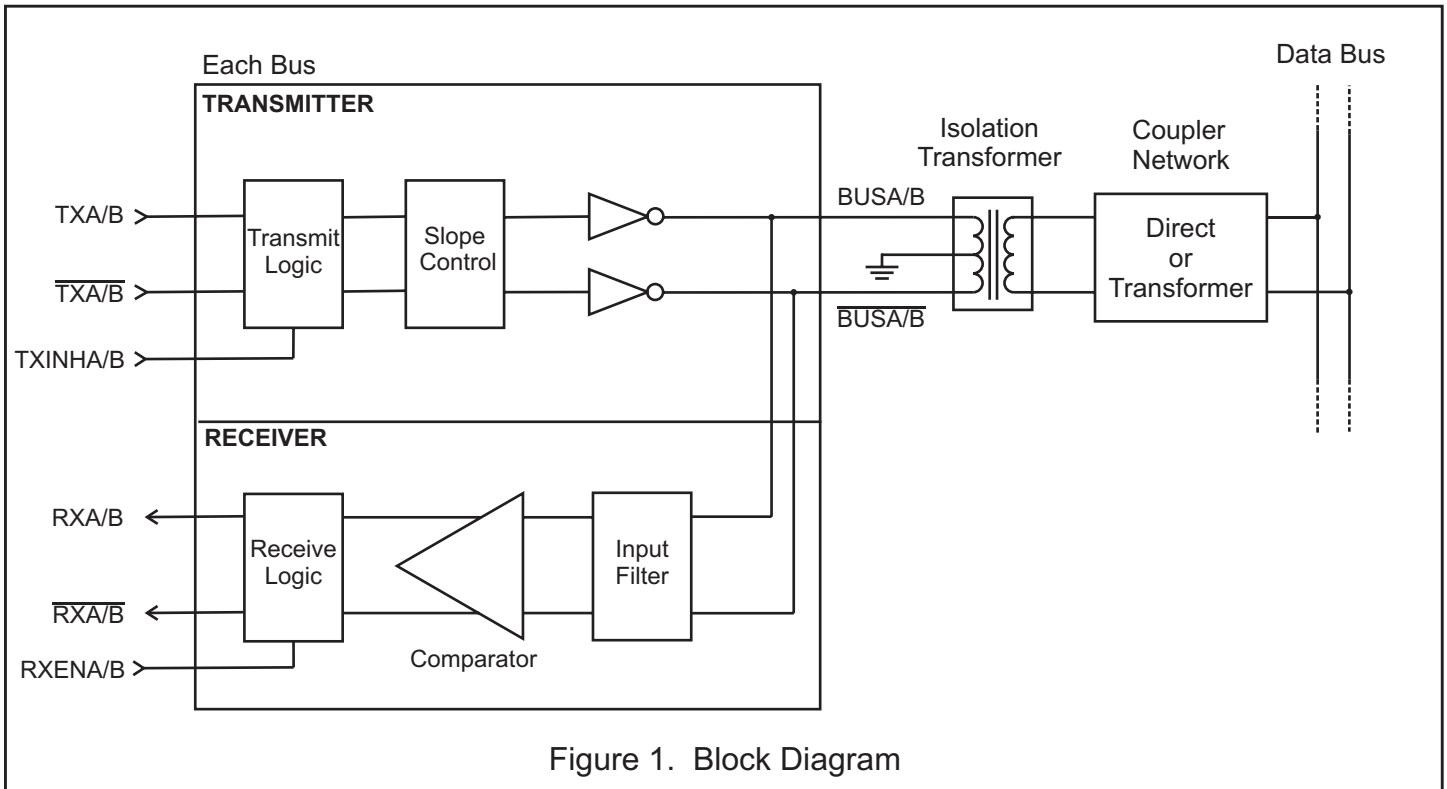 Each Bus
Data Bus
TRANSMITTER
Isolation
Transformer
Coupler
Network
TXA/B
TXA/B
TXINHA/B
Transmit
Logic
Slope
Control
BUSA/B
BUSA/B
Direct
or
Transformer
RECEIVER
RXA/B
RXA/B
RXENA/B
Receive
Logic
Comparator
Input
Filter
Figure 1. Block Diagram